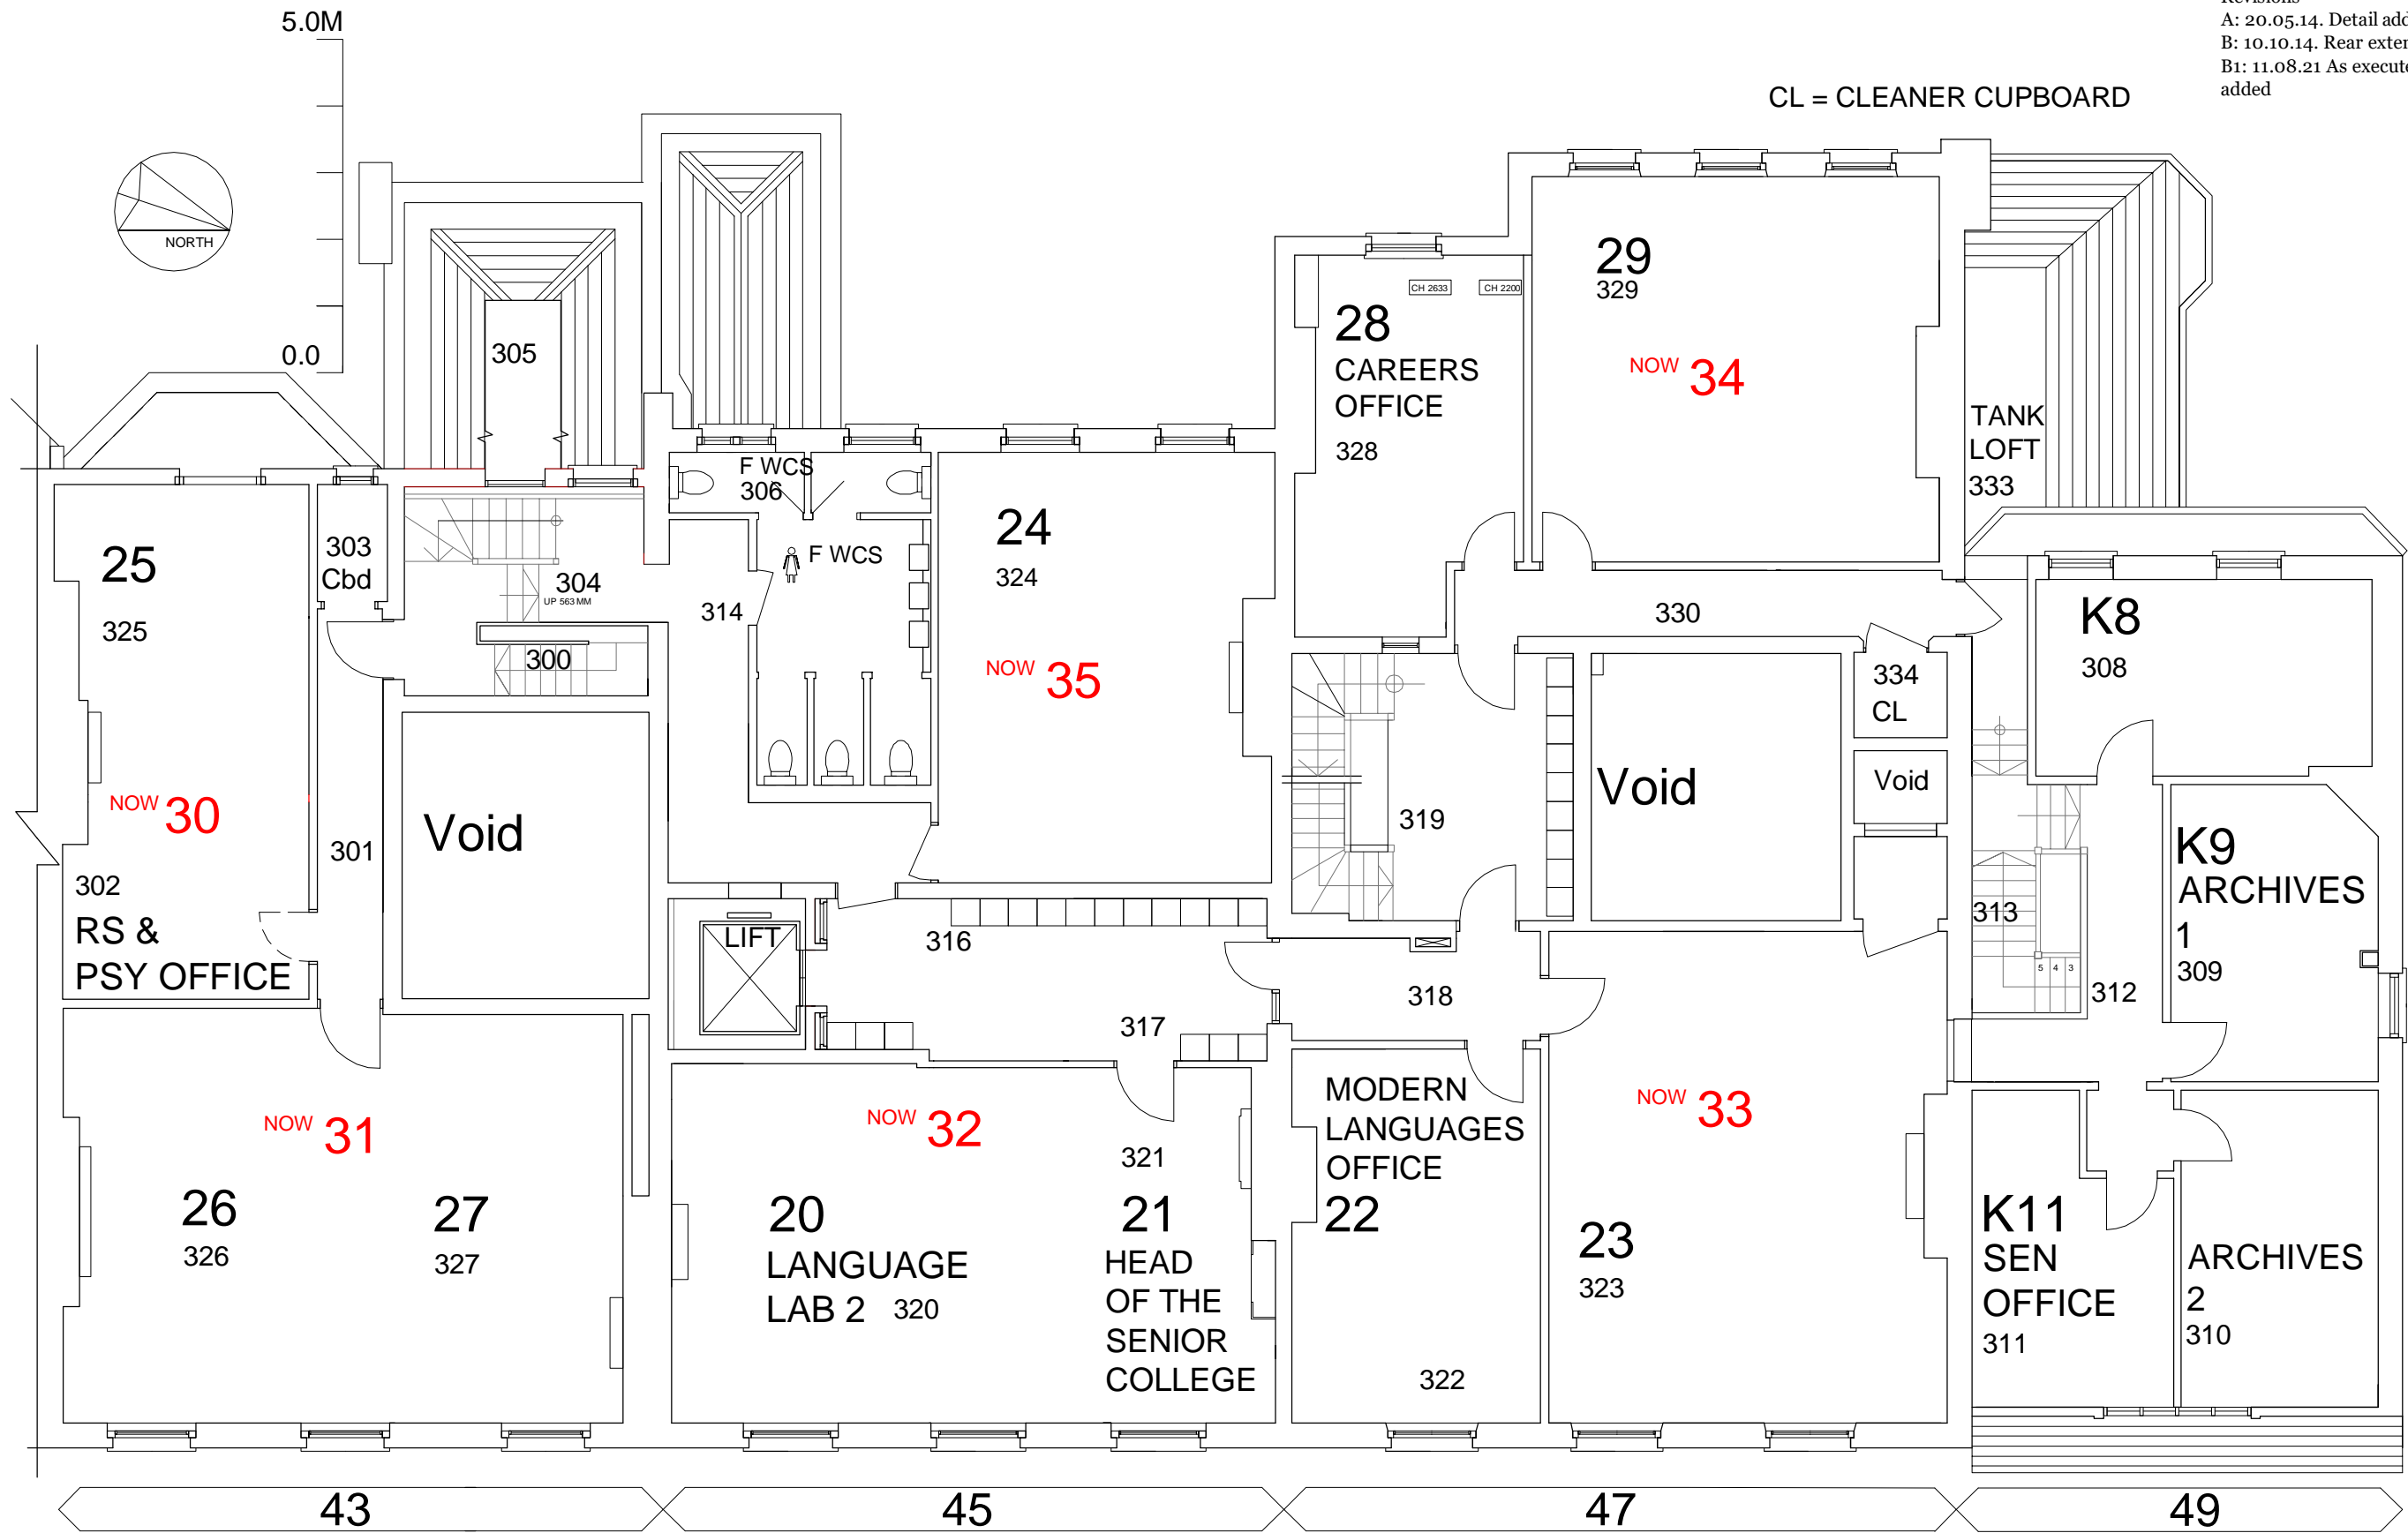 Revisions
A: 20.05.14. Detail add
B: 10.10.14. Rear exten
B1: 11.08.21 As execute
added
CL = CLEANER CUPBOARD
5.0M
0.0
NORTH
305
25
325
NOW 30
302
RS &
PSY OFFICE
303
Cbd
304
UP 563 MM
300
301
Void
F WCS
306
F WCS
314
24
324
NOW 35
28
CAREERS
OFFICE
328
CH 2633
CH 2200
29
329
NOW 34
TANK
LOFT
333
330
334
CL
Void
Void
319
K8
308
K9
ARCHIVES
1
309
313
5 4 3
312
LIFT
316
317
318
NOW 31
26
326
27
327
NOW 32
20
LANGUAGE
LAB 2 320
321
21
HEAD
OF THE
SENIOR
COLLEGE
MODERN
LANGUAGES
OFFICE
22
322
NOW 33
23
323
K11
SEN
OFFICE
311
ARCHIVES
2
310
43
45
47
49